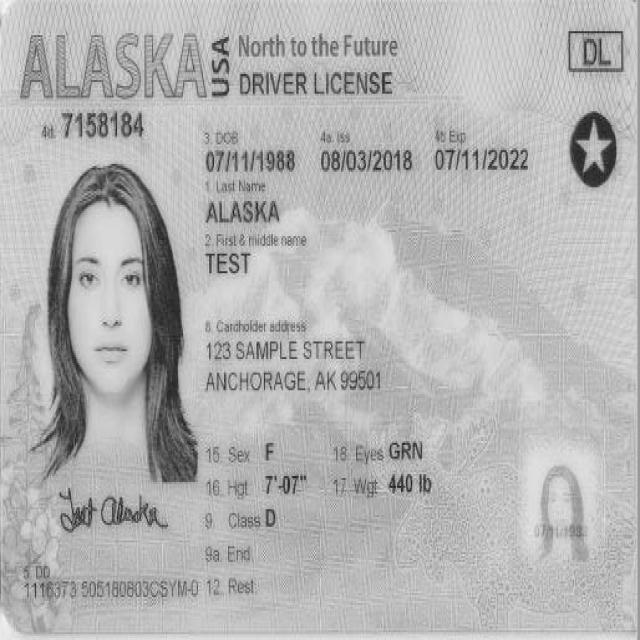 ALASKA USA North to the Future
DRIVER LICENSE
DL
4d. 7158184
3. DOB 4a. Iss 4b Exp
07/11/1988 08/03/2018 07/11/2022
1. Last Name
ALASKA
2. First & middle name
TEST
8. Cardholder address
123 SAMPLE STREET
ANCHORAGE, AK 99501
15. Sex F 18. Eyes GRN
16. Hgt 7'-07" 17. Wgt. 440 lb
9. Class D
Test Alaska
9a. End.
07/11/1988
5. DD
1116373 505180803CSYM-0 12. Rest.